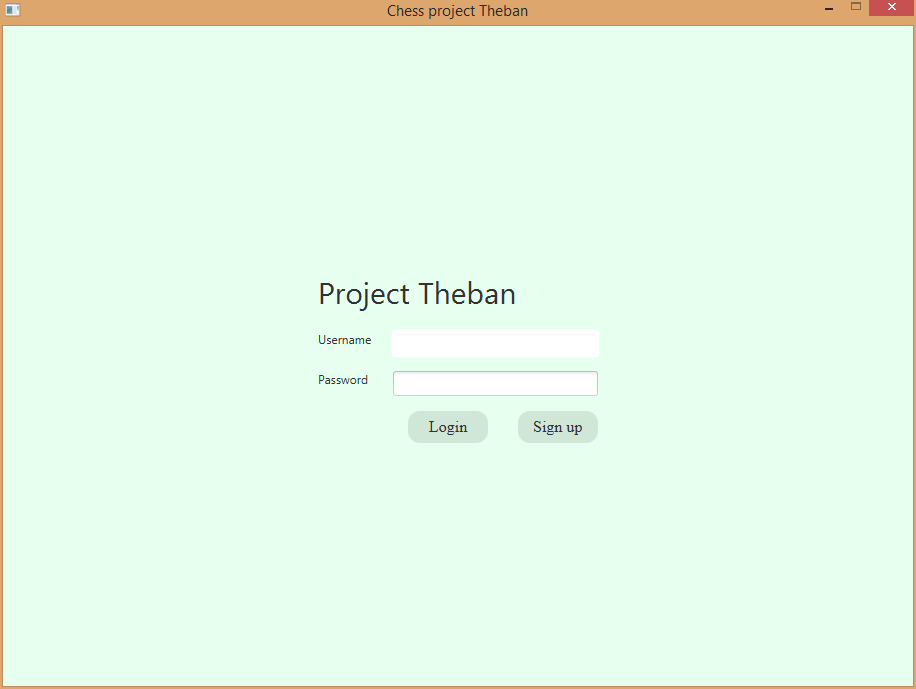 Chess project Theban
Project Theban
Username
Password
Login
Sign up